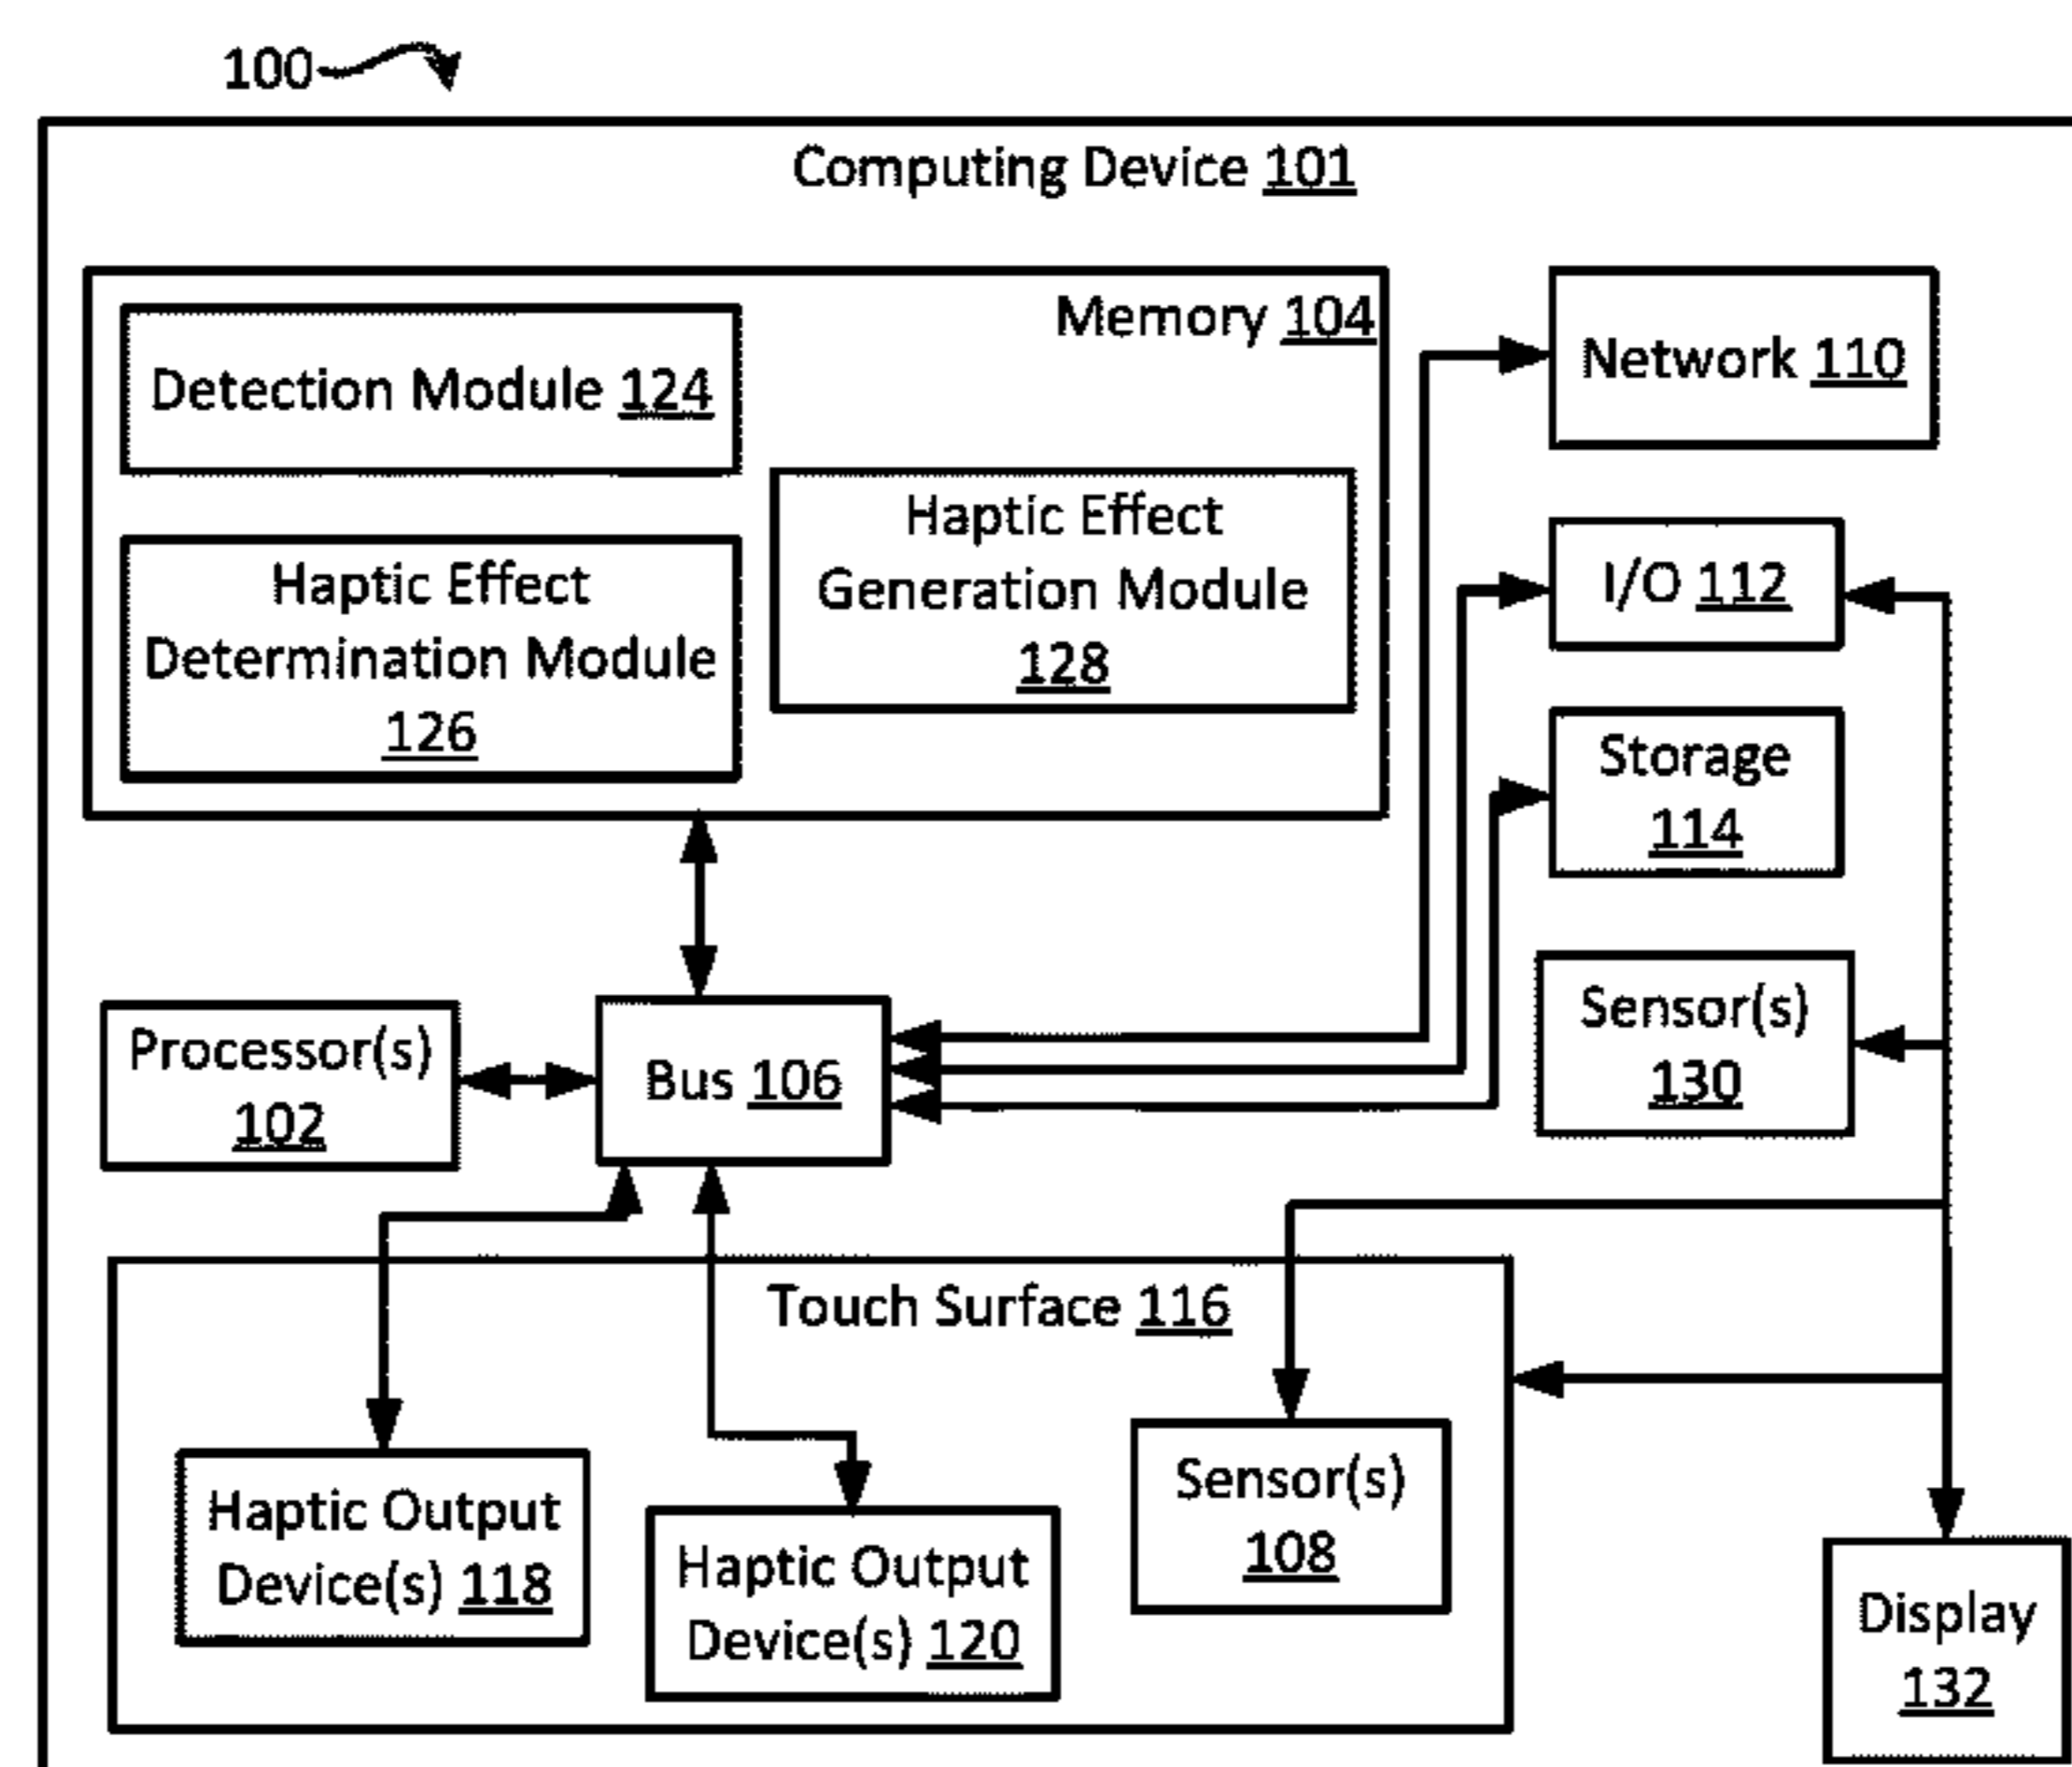 100
Computing Device 101
Memory 104
Detection Module 124
Haptic Effect
Determination Module
126
Haptic Effect
Generation Module
128
Network 110
I/O 112
Storage
114
Sensor(s)
130
Processor(s)
102
Bus 106
Touch Surface 116
Haptic Output
Device(s) 118
Haptic Output
Device(s) 120
Sensor(s)
108
Display
132